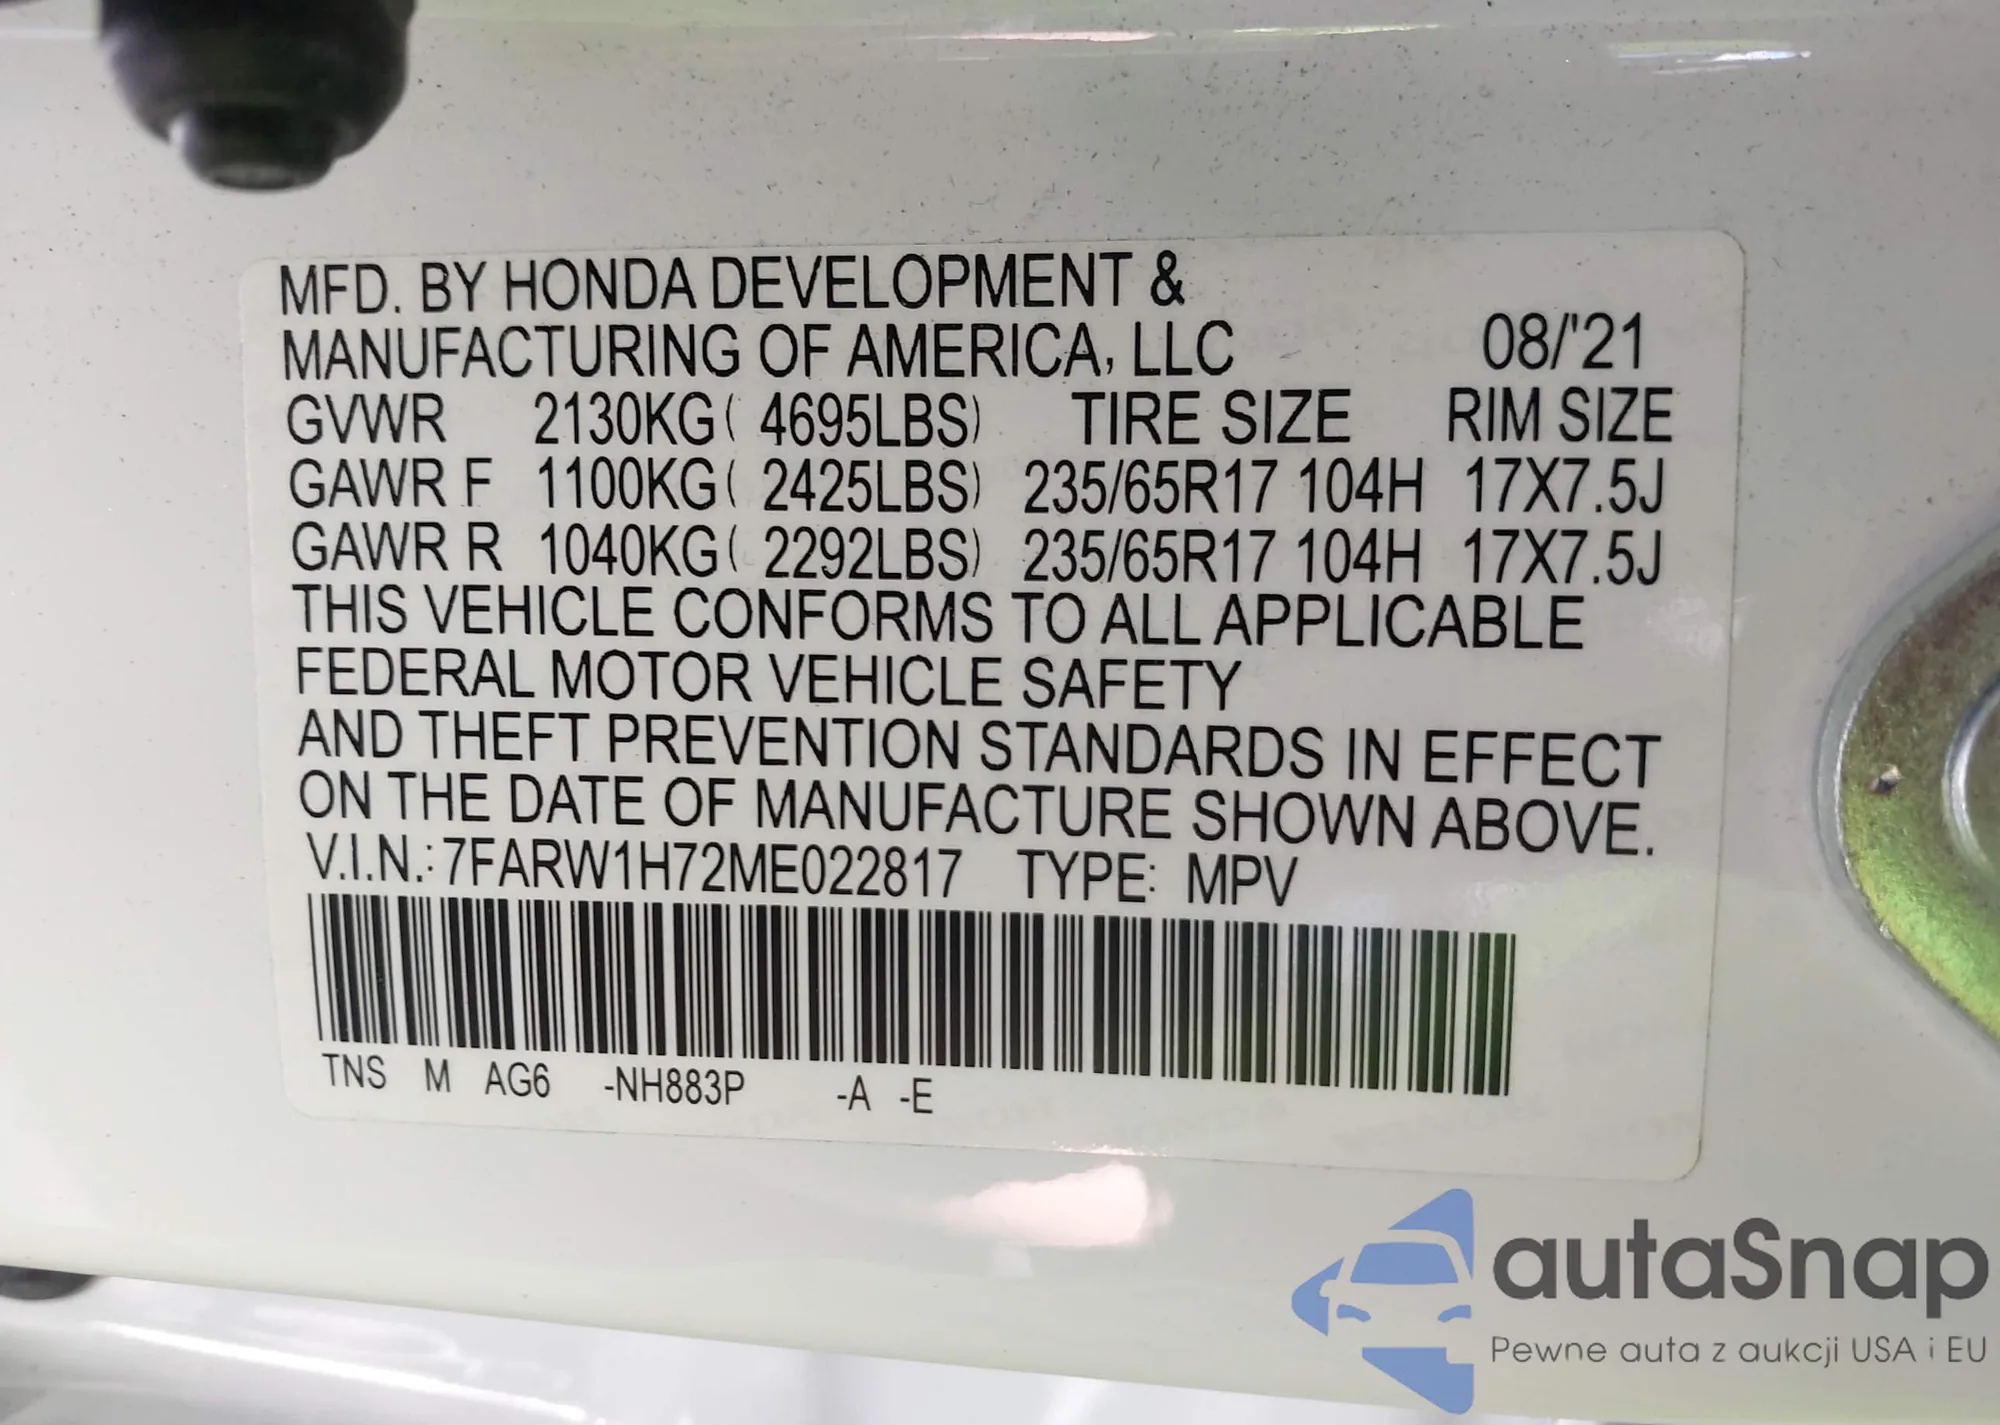 MFD. BY HONDA DEVELOPMENT &
MANUFACTURING OF AMERICA, LLC 08/'21
GVWR 2130KG( 4695LBS) TIRE SIZE RIM SIZE
GAWR F 1100KG( 2425LBS) 235/65R17 104H 17X7.5J
GAWR R 1040KG( 2292LBS) 235/65R17 104H 17X7.5J
THIS VEHICLE CONFORMS TO ALL APPLICABLE
FEDERAL MOTOR VEHICLE SAFETY
AND THEFT PREVENTION STANDARDS IN EFFECT
ON THE DATE OF MANUFACTURE SHOWN ABOVE.
V.I.N.: 7FARW1H72ME022817 TYPE: MPV
TNS M AG6 -NH883P -A -E
autaSnap
Pewne auta z aukcji USA i EU